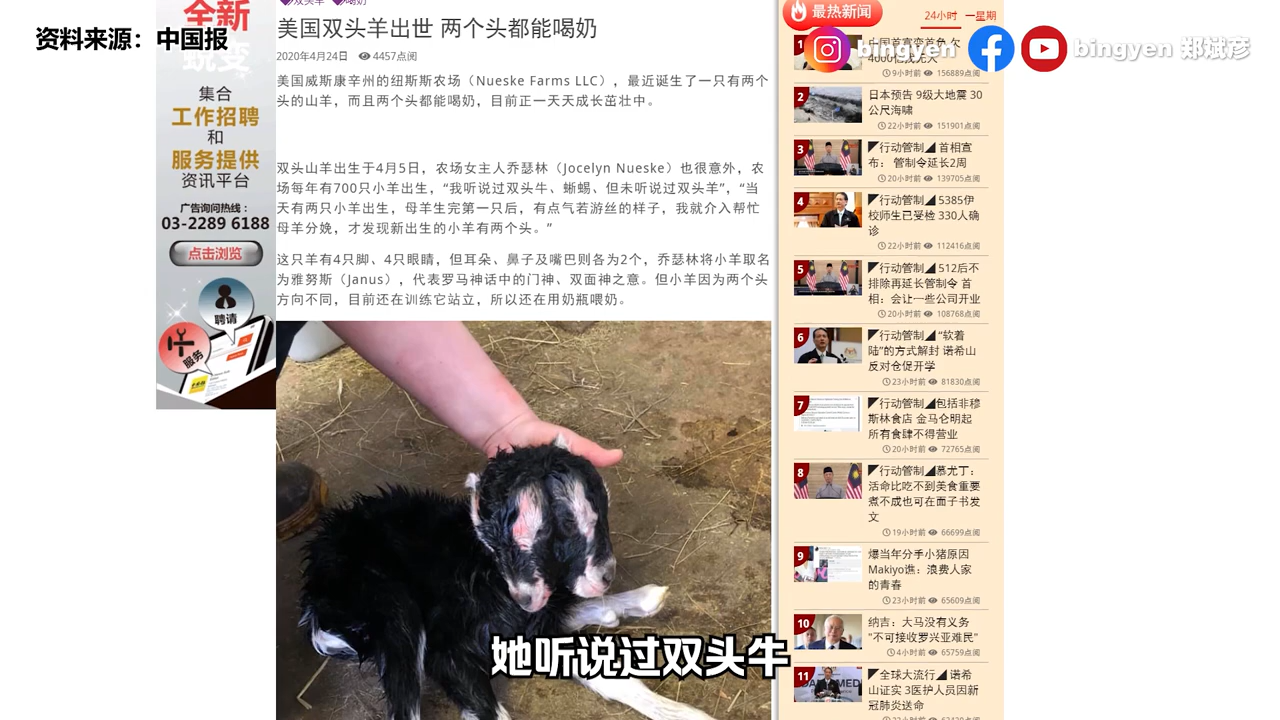 资料来源：中国报
全新
蜕变
集合
工作招聘
和
服务提供
资讯平台
广告询问热线：
03-2289 6188
点击浏览
聘请
服务
双头羊 喝奶
美国双头羊出世 两个头都能喝奶
2020年4月24日 4457点阅
美国威斯康辛州的纽斯斯农场（Nueske Farms LLC），最近诞生了一只有两个
头的山羊，而且两个头都能喝奶，目前正一天天成长茁壮中。
双头山羊出生于4月5日，农场女主人乔瑟林（Jocelyn Nueske）也很意外，农
场每年有700只小羊出生，“我听说过双头牛、蜥蜴、但未听说过双头羊”，“当
天有两只小羊出生，母羊生完第一只后，有点气若游丝的样子，我就介入帮忙
母羊分娩，才发现新出生的小羊有两个头。”
这只羊有4只脚、4只眼睛，但耳朵、鼻子及嘴巴则各为2个，乔瑟林将小羊取名
为雅努斯（Janus），代表罗马神话中的门神、双面神之意。但小羊因为两个头
方向不同，目前还在训练它站立，所以还在用奶瓶喂奶。
她听说过双头牛
最热新闻
24小时 一星期
bingyen
bingyen 郑斌彦
1
9小时前 156889点阅
2
日本预告 9级大地震 30
公尺海啸
22小时前 151901点阅
3
◤行动管制◢ 首相宣
布： 管制令延长2周
20小时前 139705点阅
4
◤行动管制◢ 5385伊
校师生已受检 330人确
诊
22小时前 112416点阅
5
◤行动管制◢ 512后不
排除再延长管制令 首
相：会让一些公司开业
20小时前 108768点阅
6
◤行动管制◢ “软着
陆”的方式解封 诺希山
反对仓促开学
23小时前 81830点阅
7
◤行动管制◢包括非穆
斯林食店 金马仑明起
所有食肆不得营业
20小时前 72765点阅
8
◤行动管制◢慕尤丁：
活命比吃不到美食重要
煮不成也可在面子书发
文
19小时前 66699点阅
9
爆当年分手小猪原因
Makiyo谯：浪费人家
的青春
23小时前 65609点阅
10
纳吉：大马没有义务
"不可接收罗兴亚难民"
4小时前 65759点阅
11
◤全球大流行◢ 诺希
山证实 3医护人员因新
冠肺炎送命